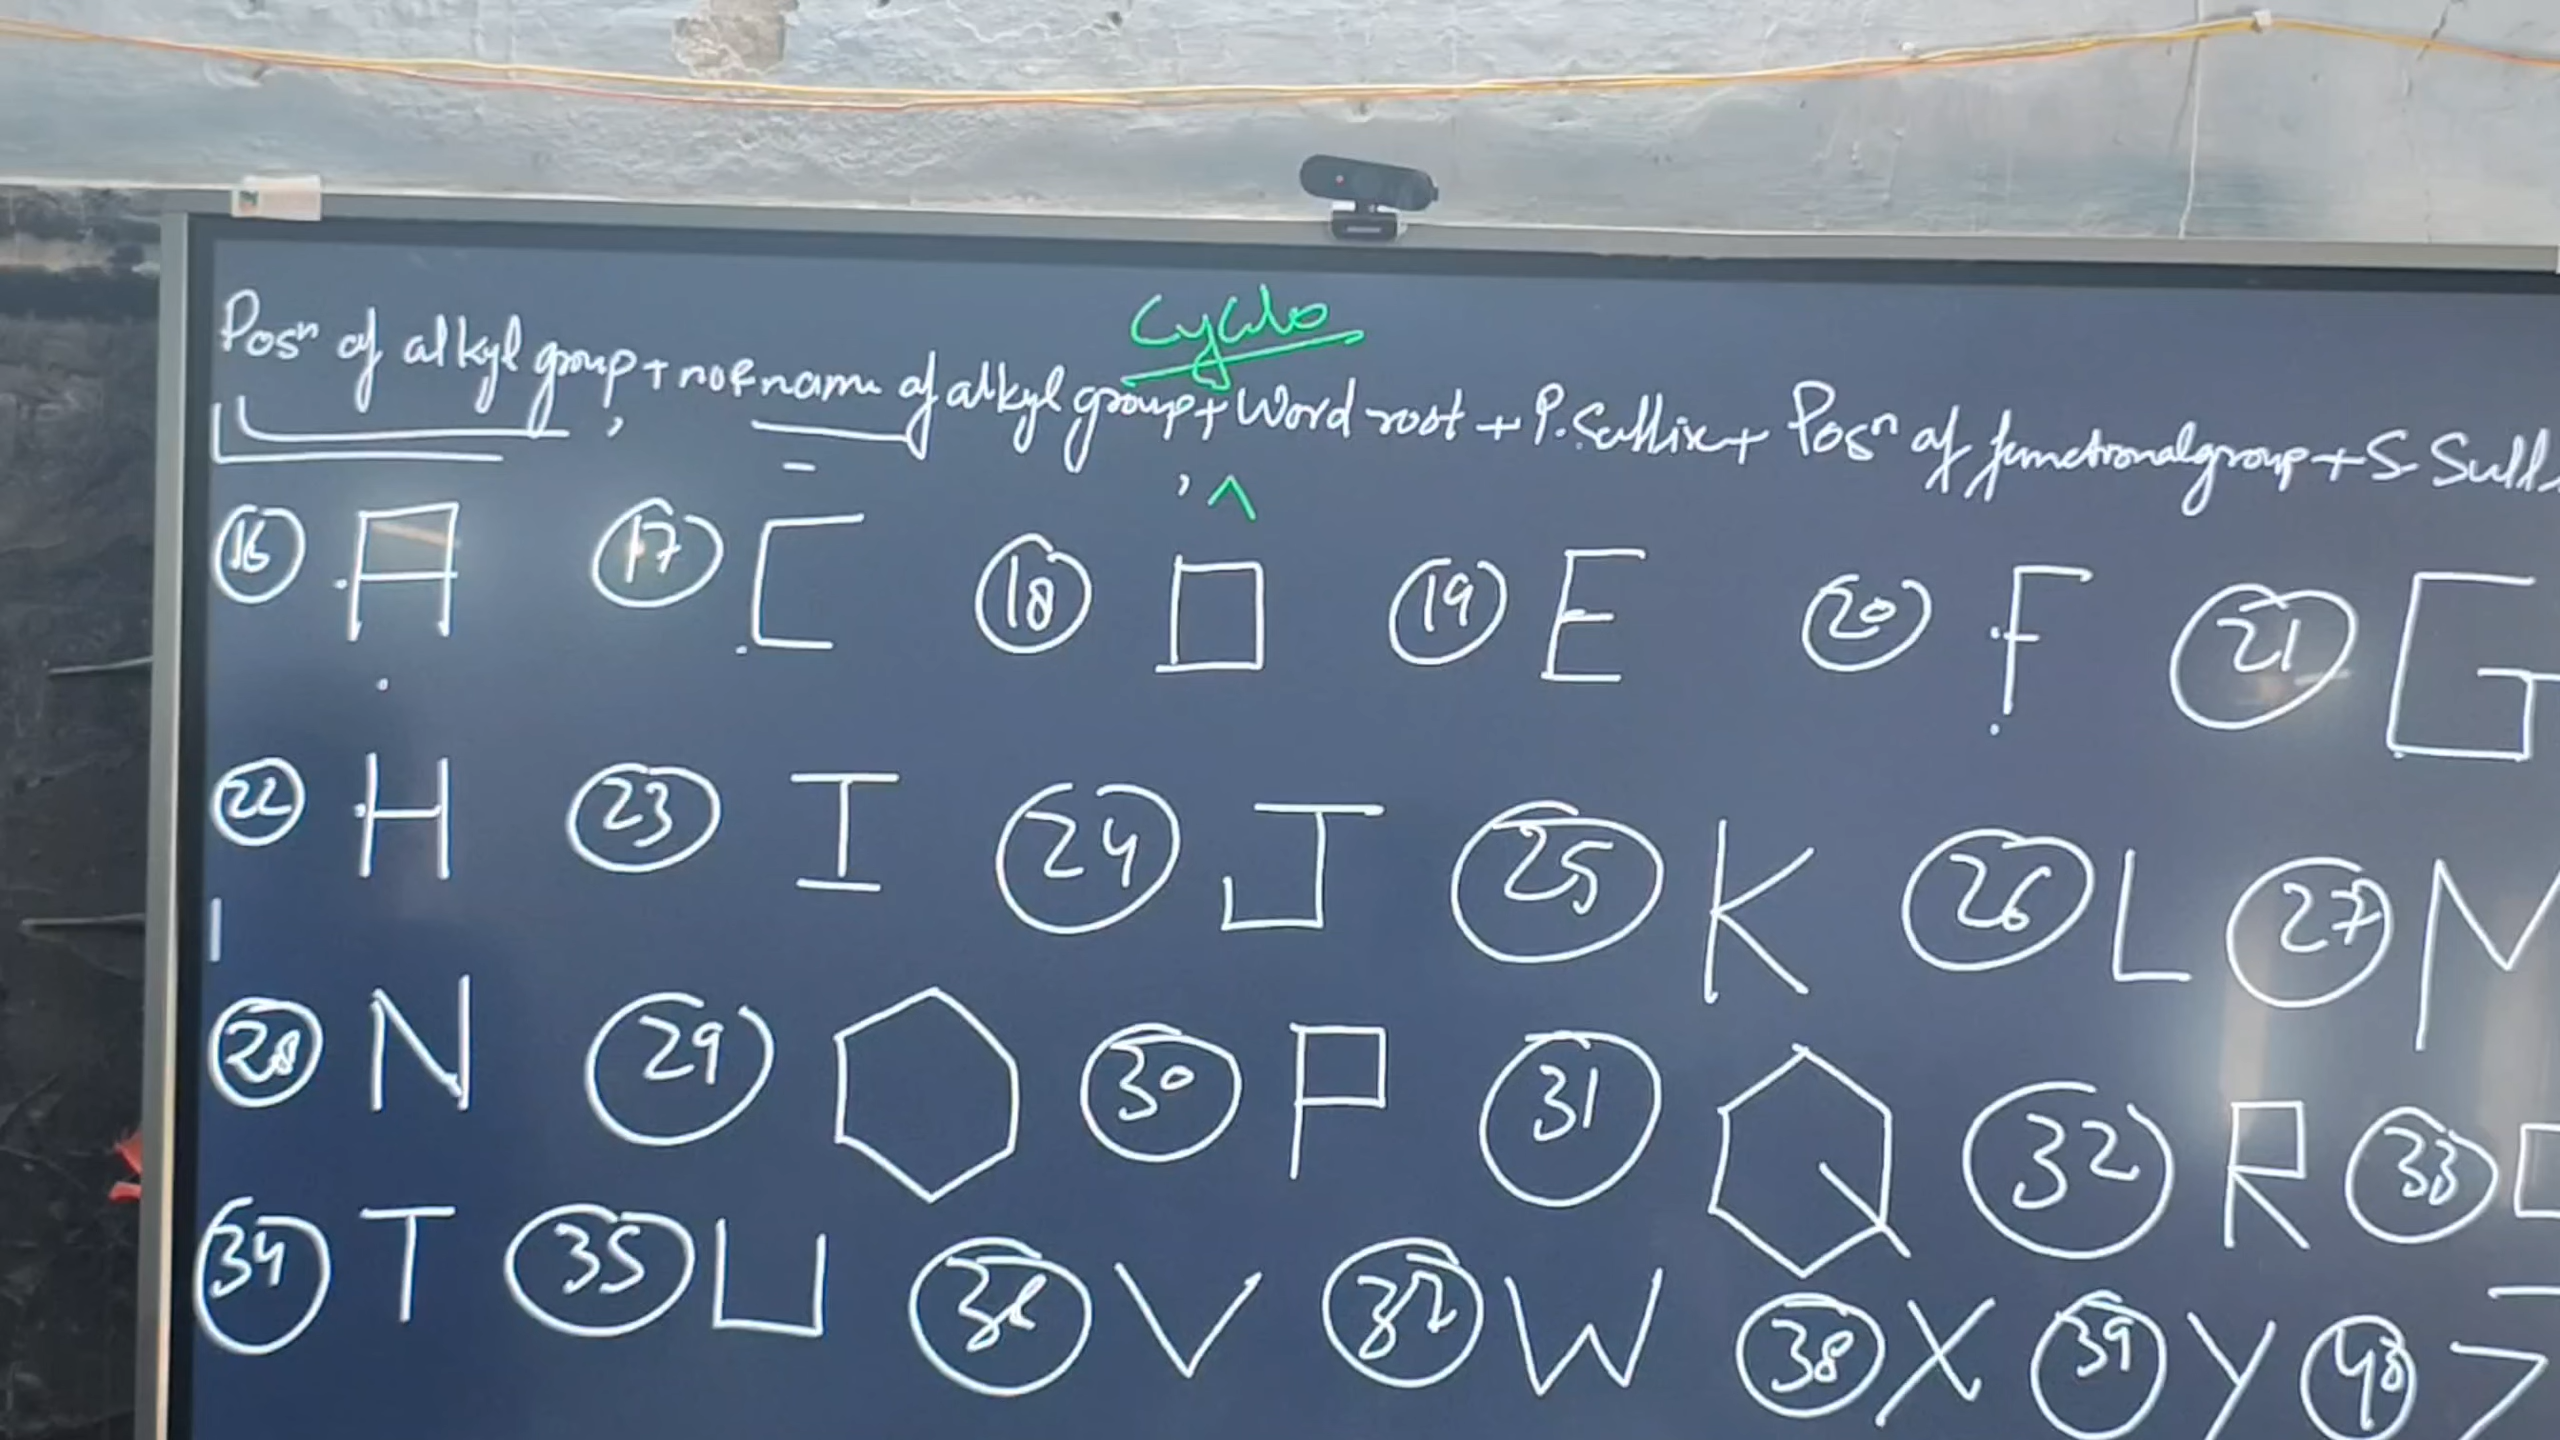 Cyclo
Posⁿ of alkyl group + no & name of alkyl group + Word root + P. Suffix + Posⁿ of functional group + S Suff
16 A 17 C 18 D 19 E 20 F 21 G
22 H 23 I 24 J 25 K 26 L 27 M
28 N 29 30 P 31 Q 32 R 33
34 T 35 U 36 V 37 W 38 X 39 Y 40 Z